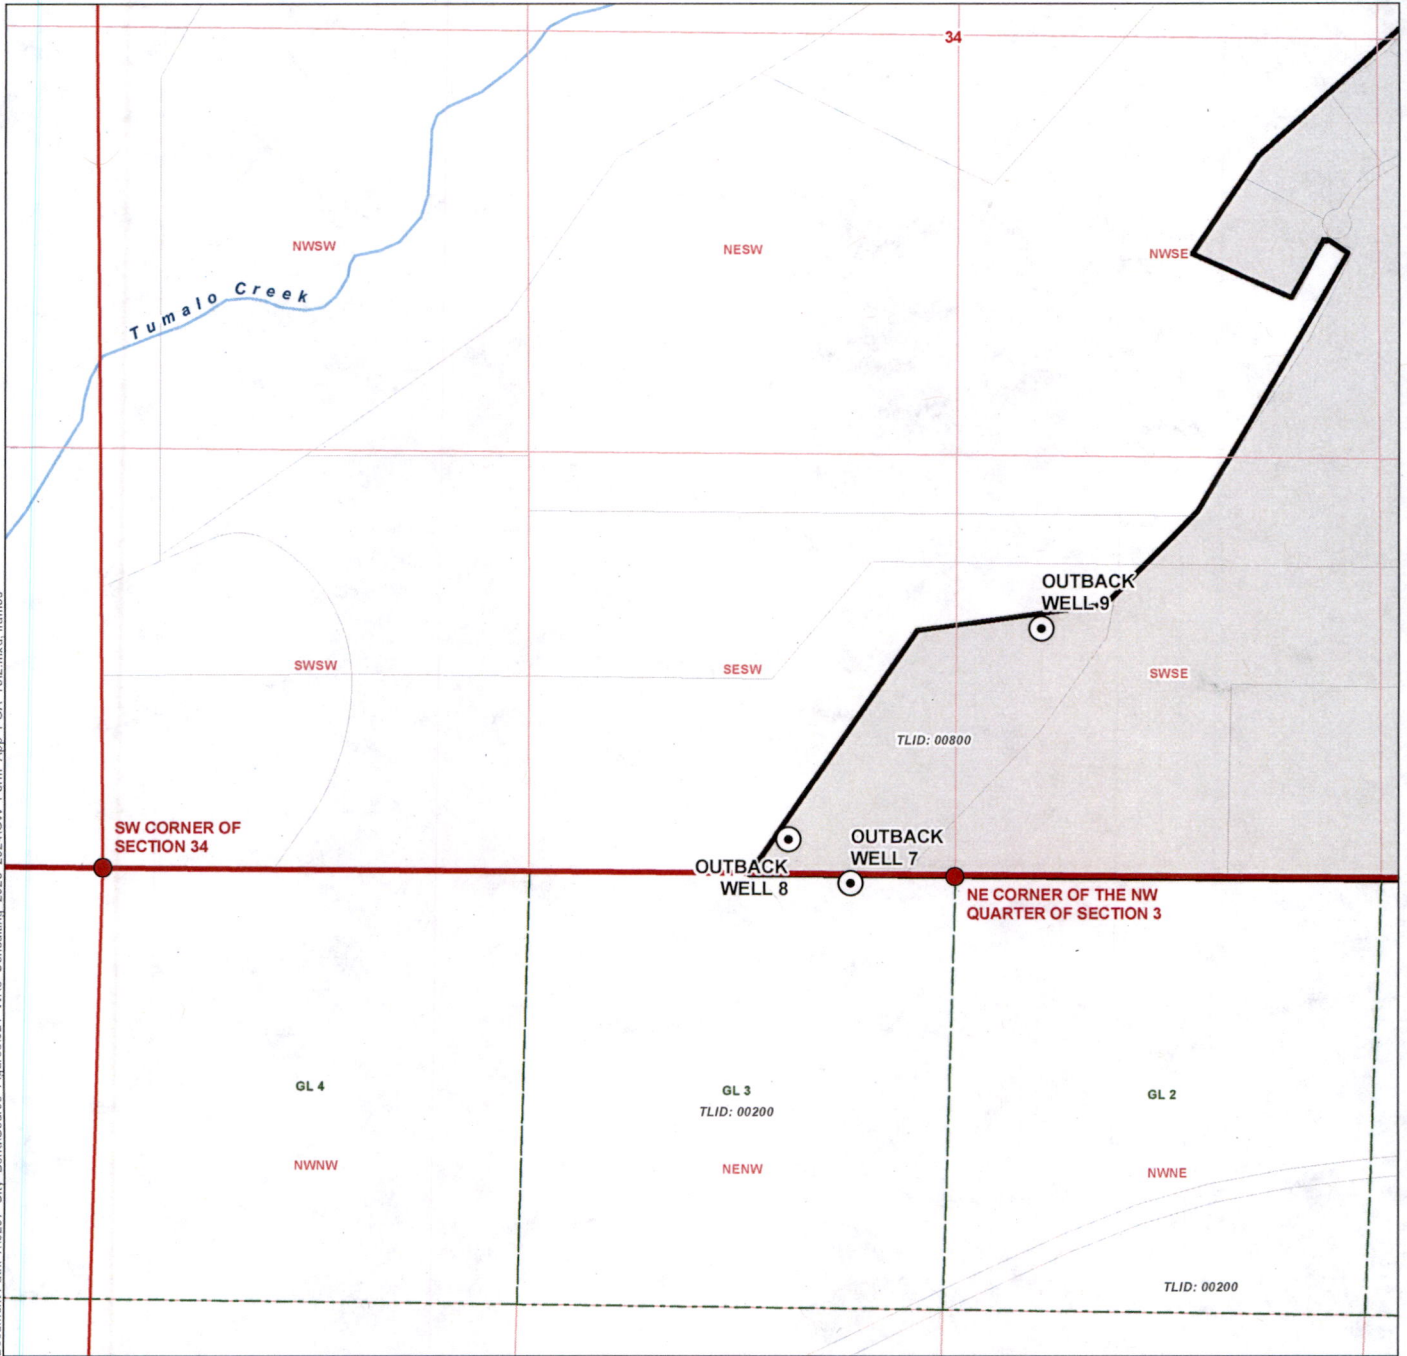 34
NWSW
NESW
NWSE
Tumalo Creek
OUTBACK
WELL 9
SWSW
SESW
SWSE
TLID: 00800
SW CORNER OF
SECTION 34
OUTBACK
WELL 7
OUTBACK
WELL 8
NE CORNER OF THE NW
QUARTER OF SECTION 3
GL 4
GL 3
TLID: 00200
GL 2
NWNW
NENW
NWNE
TLID: 00200